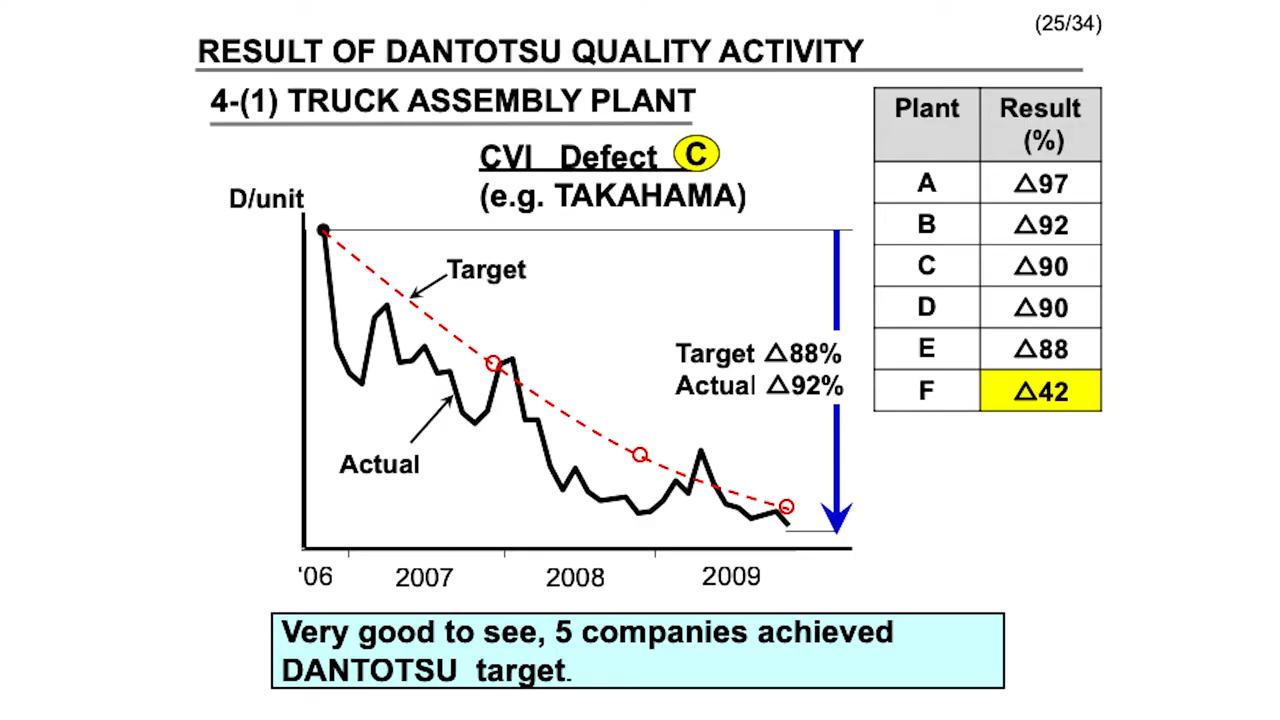 (25/34)
RESULT OF DANTOTSU QUALITY ACTIVITY
4-(1) TRUCK ASSEMBLY PLANT
CVI Defect C
(e.g. TAKAHAMA)
D/unit
Target
Actual
Target △88%
Actual △92%
'06 2007 2008 2009
Plant Result
(%)
A △97
B △92
C △90
D △90
E △88
F △42
Very good to see, 5 companies achieved
DANTOTSU target.